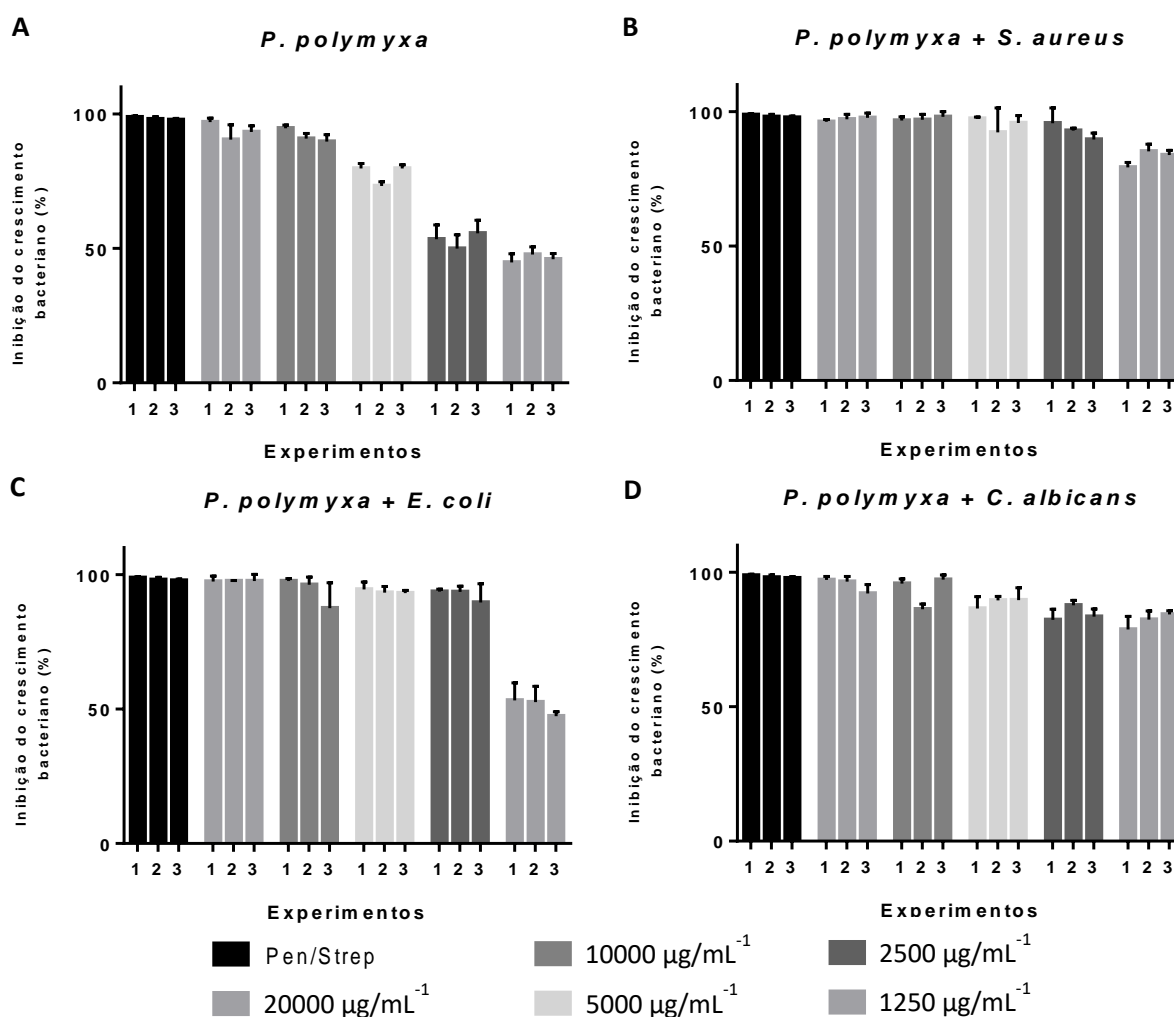 A
P. polymyxa
Inibição do crescimento
bacteriano (%)
100
50
0
1 2 3 1 2 3 1 2 3 1 2 3 1 2 3 1 2 3
Experimentos
B
P. polymyxa + S. aureus
Inibição do crescimento
bacteriano (%)
100
50
0
1 2 3 1 2 3 1 2 3 1 2 3 1 2 3 1 2 3
Experimentos
C
P. polymyxa + E. coli
Inibição do crescimento
bacteriano (%)
100
50
0
1 2 3 1 2 3 1 2 3 1 2 3 1 2 3 1 2 3
Experimentos
D
P. polymyxa + C. albicans
Inibição do crescimento
bacteriano (%)
100
50
0
1 2 3 1 2 3 1 2 3 1 2 3 1 2 3 1 2 3
Experimentos
Pen/Strep
10000 µg/mL⁻¹
2500 µg/mL⁻¹
20000 µg/mL⁻¹
5000 µg/mL⁻¹
1250 µg/mL⁻¹